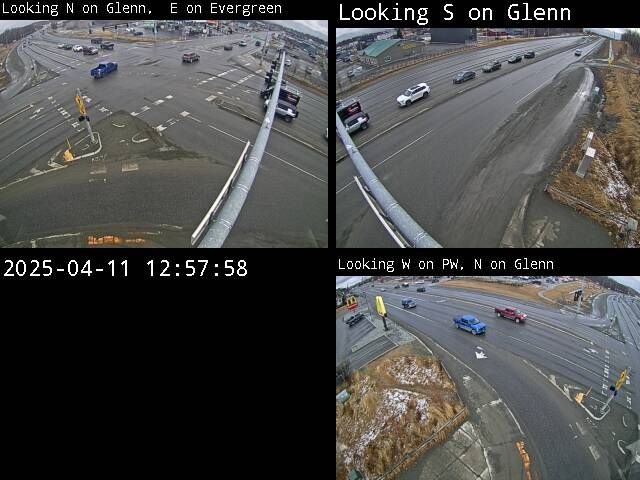 Looking N on Glenn,  E on Evergreen
Looking S on Glenn
2025-04-11 12:57:58
Looking W on PW, N on Glenn